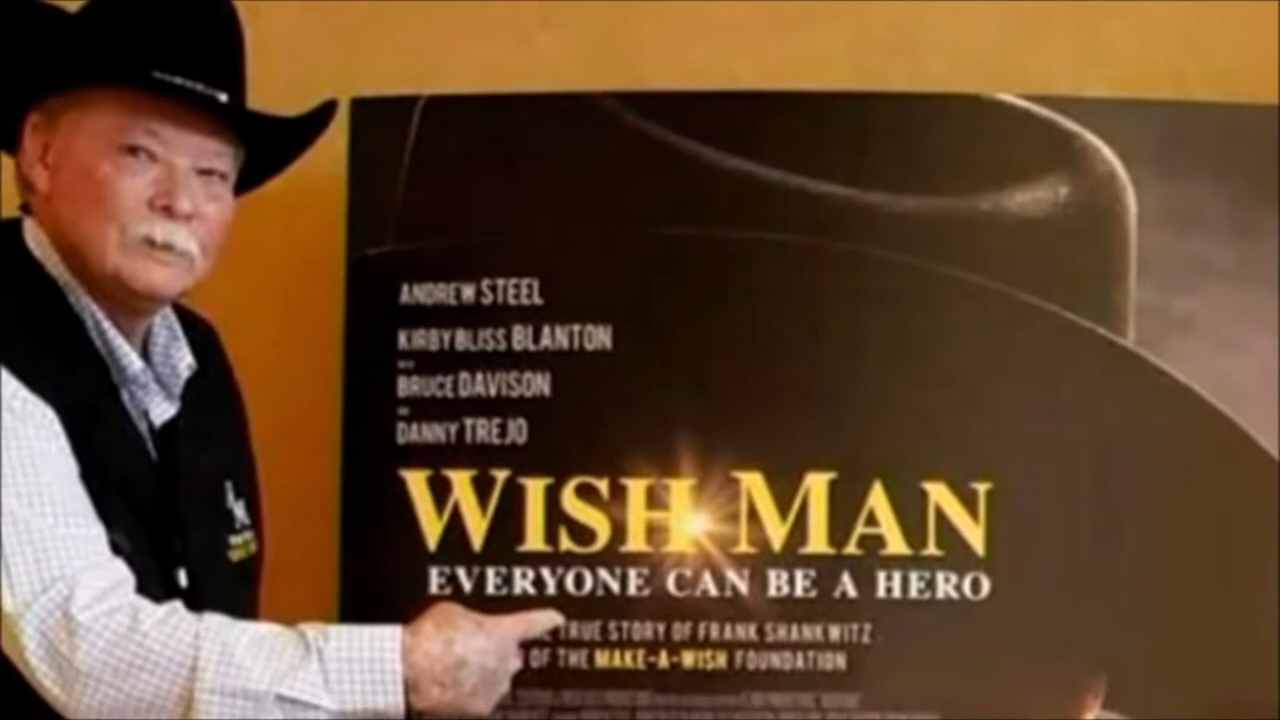 ANDREW STEEL
KIRBY BLISS BLANTON
BRUCE DAVISON
DANNY TREJO
WISH MAN
EVERYONE CAN BE A HERO
TRUE STORY OF FRANK SHANKWITZ
OF THE MAKE-A-WISH FOUNDATION